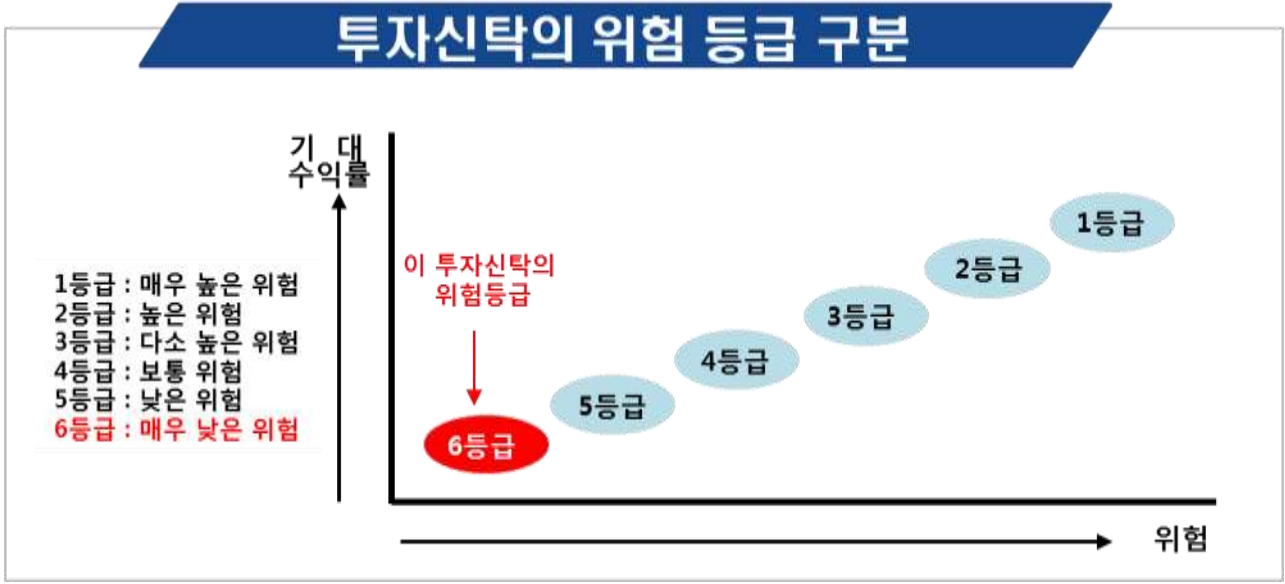 투자신탁의 위험 등급 구분
기 대
수익률
1등급 : 매우 높은 위험
2등급 : 높은 위험
3등급 : 다소 높은 위험
4등급 : 보통 위험
5등급 : 낮은 위험
6등급 : 매우 낮은 위험
이 투자신탁의
위험등급
6등급
5등급
4등급
3등급
2등급
1등급
위험